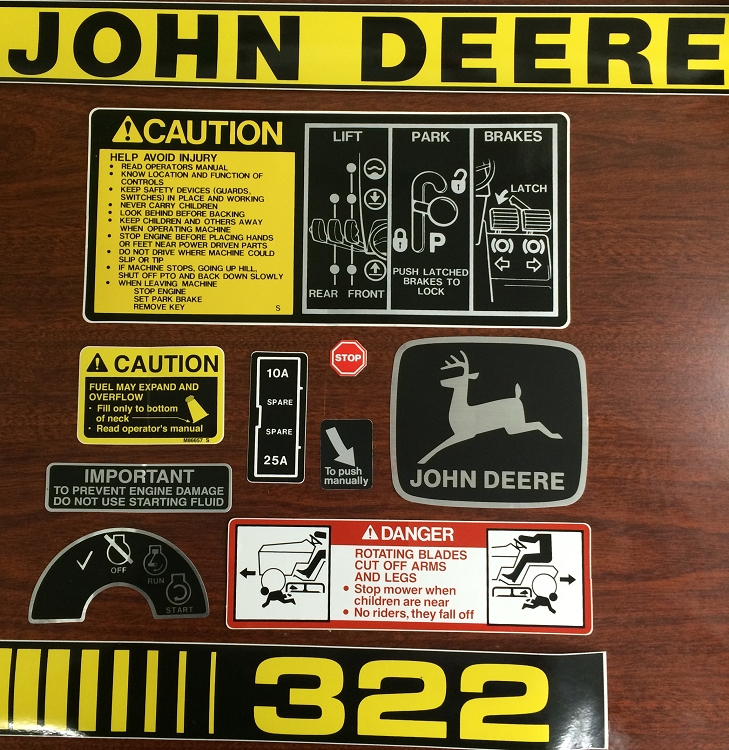 JOHN DEERE
CAUTION
HELP AVOID INJURY
• READ OPERATORS MANUAL
• KNOW LOCATION AND FUNCTION OF
CONTROLS
• KEEP SAFETY DEVICES (GUARDS,
SWITCHES) IN PLACE AND WORKING
• NEVER CARRY CHILDREN
• LOOK BEHIND BEFORE BACKING
• KEEP CHILDREN AND OTHERS AWAY
WHEN OPERATING MACHINE
• STOP ENGINE BEFORE PLACING HANDS
OR FEET NEAR POWER DRIVEN PARTS
• DO NOT DRIVE WHERE MACHINE COULD
SLIP OR TIP
• IF MACHINE STOPS, GOING UP HILL,
SHUT OFF PTO AND BACK DOWN SLOWLY
• WHEN LEAVING MACHINE
STOP ENGINE
SET PARK BRAKE
REMOVE KEY S
LIFT
REAR FRONT
PARK
P
PUSH LATCHED
BRAKES TO
LOCK
BRAKES
LATCH
CAUTION
FUEL MAY EXPAND AND
OVERFLOW
• Fill only to bottom
of neck
• Read operator's manual
M86657 S
10A
SPARE
SPARE
25A
STOP
To push
manually
JOHN DEERE
IMPORTANT
TO PREVENT ENGINE DAMAGE
DO NOT USE STARTING FLUID
OFF
RUN
START
DANGER
ROTATING BLADES
CUT OFF ARMS
AND LEGS
• Stop mower when
children are near
• No riders, they fall off
322